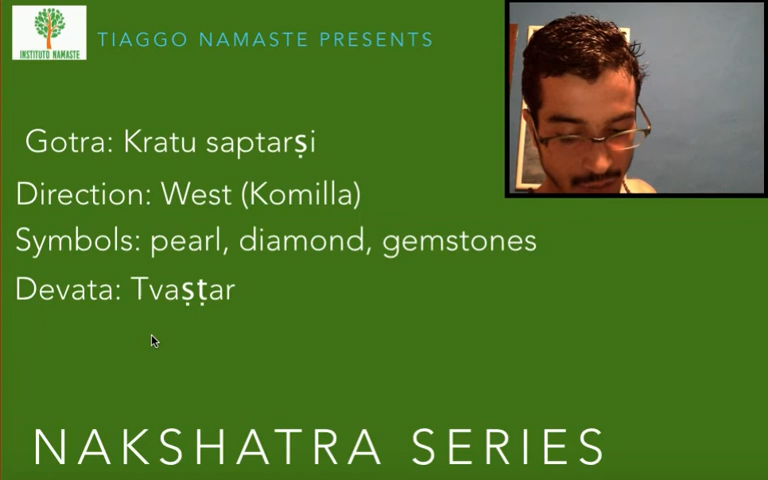 INSTITUTO NAMASTE
TIAGGO NAMASTE PRESENTS
Gotra: Kratu saptarṣi
Direction: West (Komilla)
Symbols: pearl, diamond, gemstones
Devata: Tvaṣṭar
NAKSHATRA SERIES